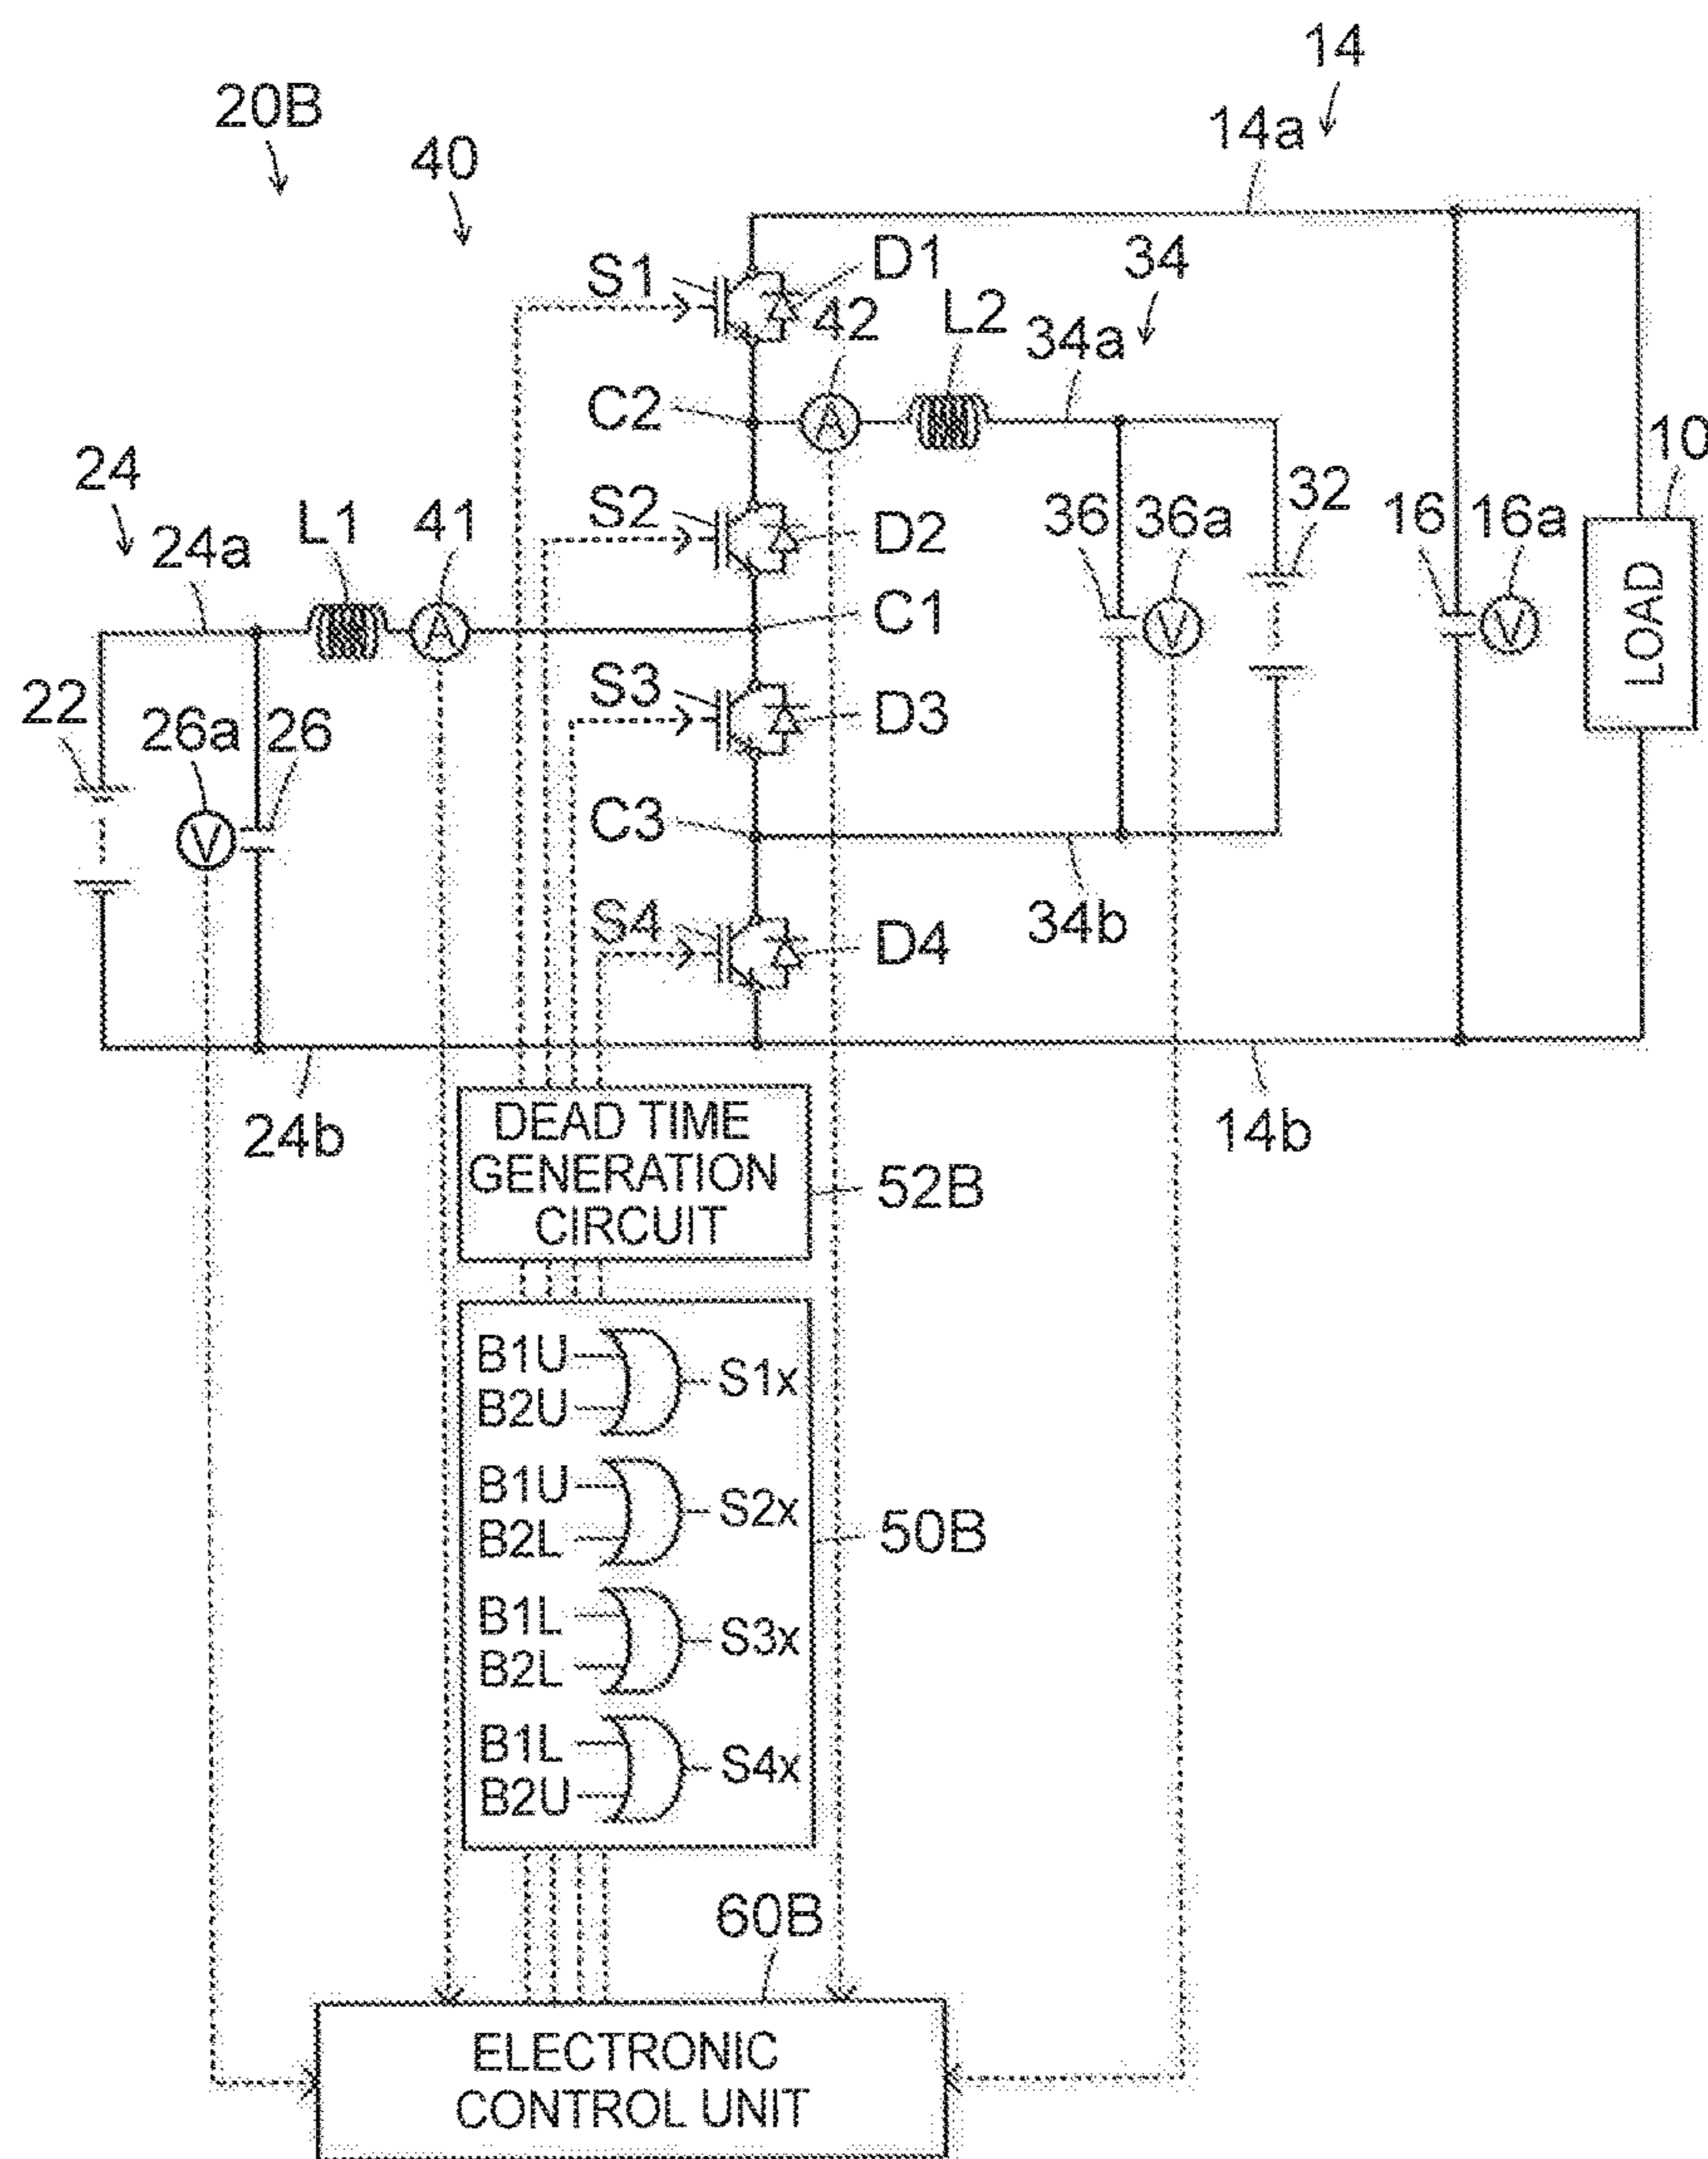 14
20B
14a
40
S1
D1
34
42
L2
34a
C2
A
10
24
S2
36
36a
32
16
16a
24a
L1
41
D2
C1
A
V
V
LOAD
22
26a
26
S3
D3
V
C3
S4
34b
D4
24b
14b
DEAD TIME
GENERATION
CIRCUIT
52B
B1U
B2U
S1x
B1U
B2L
S2x
50B
B1L
B2L
S3x
B1L
B2U
S4x
60B
ELECTRONIC
CONTROL UNIT